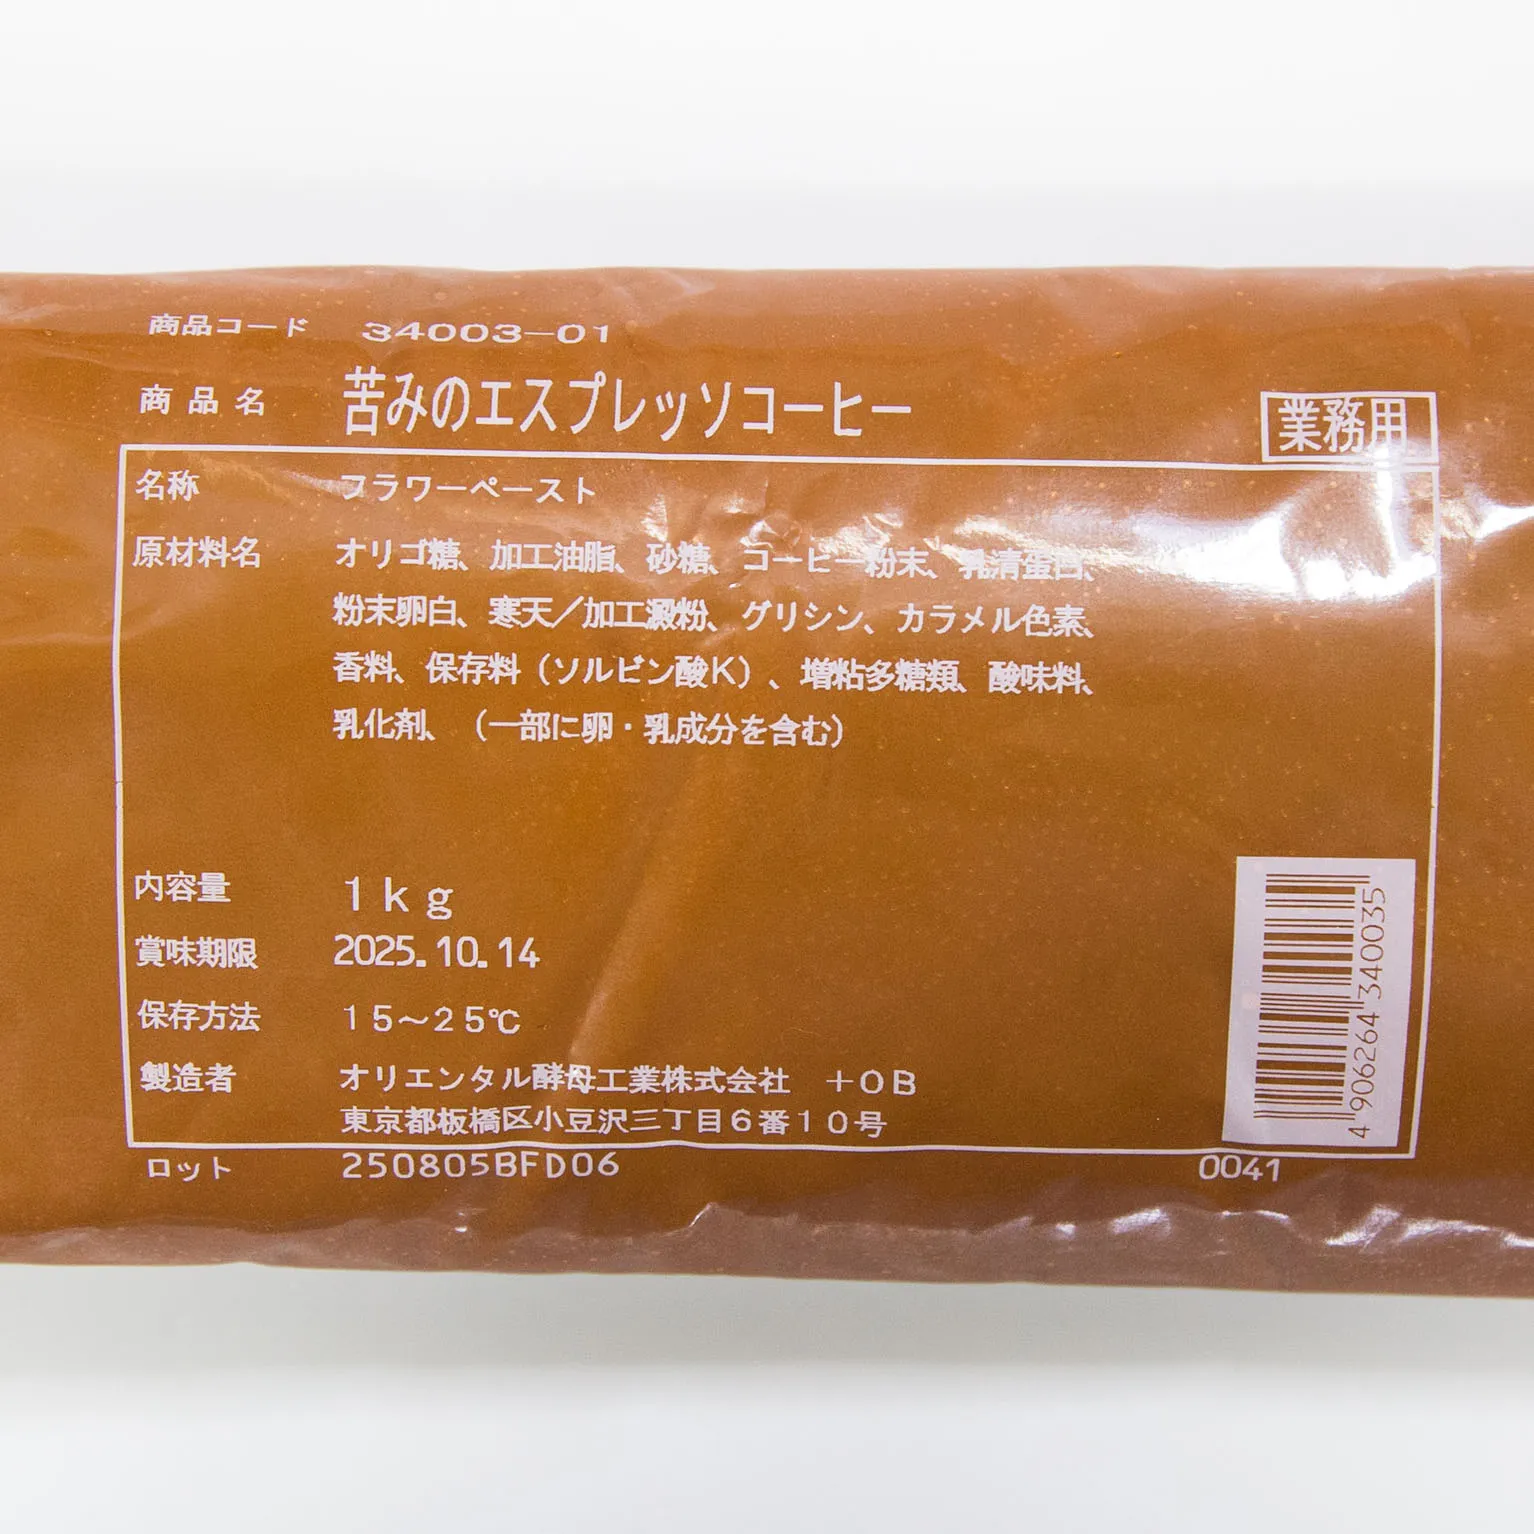 商品コード 34003-01
商品名 苦みのエスプレッソコーヒー
業務用
名称 フラワーペースト
原材料名 オリゴ糖、加工油脂、砂糖、コーヒー粉末、乳清蛋白、
粉末卵白、寒天／加工澱粉、グリシン、カラメル色素、
香料、保存料（ソルビン酸K）、増粘多糖類、酸味料、
乳化剤、（一部に卵・乳成分を含む）
内容量 1kg
賞味期限 2025.10.14
保存方法 15～25℃
製造者 オリエンタル酵母工業株式会社 +OB
東京都板橋区小豆沢三丁目6番10号
4906264340035
ロット 250805BFD06 0041